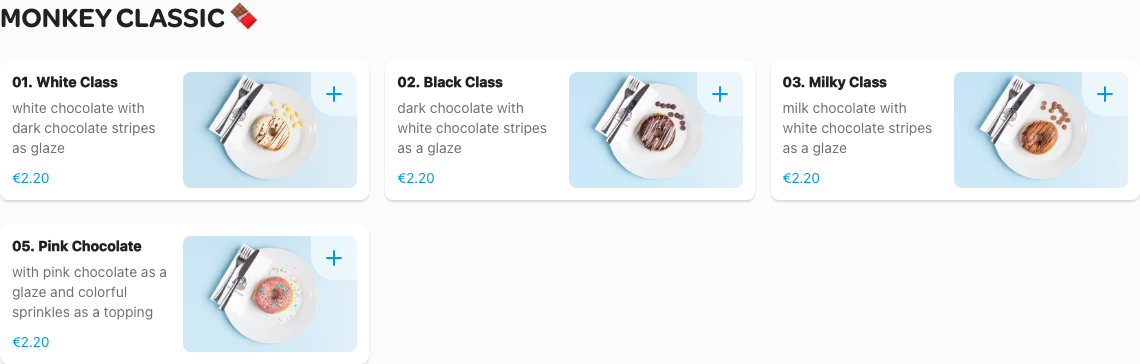 MONKEY CLASSIC 🍫
01. White Class
white chocolate with
dark chocolate stripes
as glaze
€2.20
02. Black Class
dark chocolate with
white chocolate stripes
as a glaze
€2.20
03. Milky Class
milk chocolate with
white chocolate stripes
as a glaze
€2.20
05. Pink Chocolate
with pink chocolate as a
glaze and colorful
sprinkles as a topping
€2.20